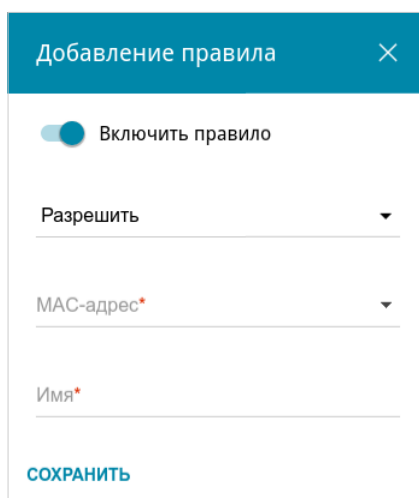 Добавление правила
Включить правило
Разрешить
MAC-адрес*
Имя*
СОХРАНИТЬ